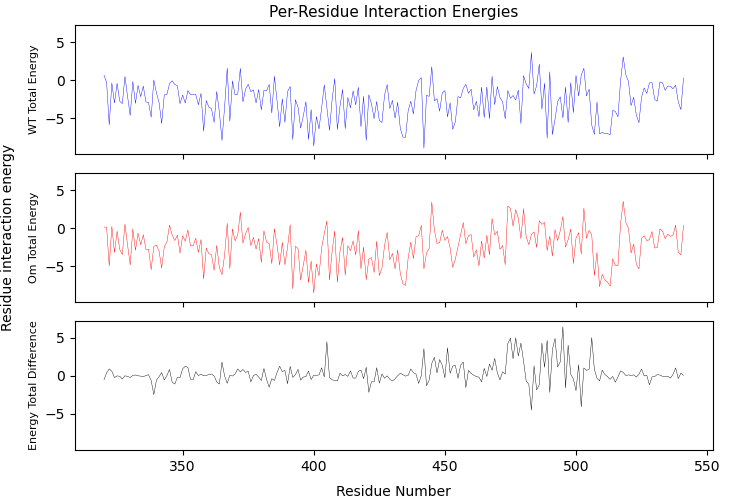 Per-Residue Interaction Energies
Residue interaction energy
WT Total Energy
5
0
−5
Om Total Energy
5
0
−5
Energy Total Difference
5
0
−5
350 400 450 500 550
Residue Number